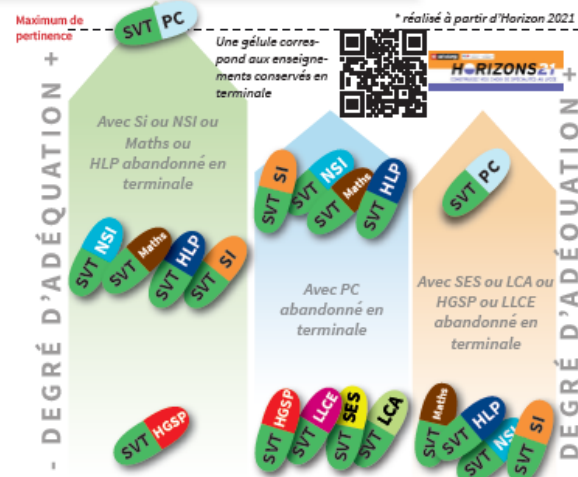 Maximum de
pertinence
SVT PC
* réalisé à partir d'Horizon 2021
Une gélule corres-
pond aux enseigne-
ments conservés en
terminale
HORIZONS21
- DEGRÉ D'ADÉQUATION +
Avec Si ou NSI ou
Maths ou
HLP abandonné en
terminale
SVT NSI
SVT Maths
SVT HLP
SVT SI
SVT HGSP
SVT SI
SVT NSI
SVT Maths
SVT HLP
Avec PC
abandonné en
terminale
SVT HGSP
SVT LLCE
SVT SES
SVT LCA
SVT PC
Avec SES ou LCA ou
HGSP ou LLCE
abandonné en
terminale
SVT Maths
SVT HLP
SVT NSI
SVT SI
DEGRÉ D'ADÉQUATION +